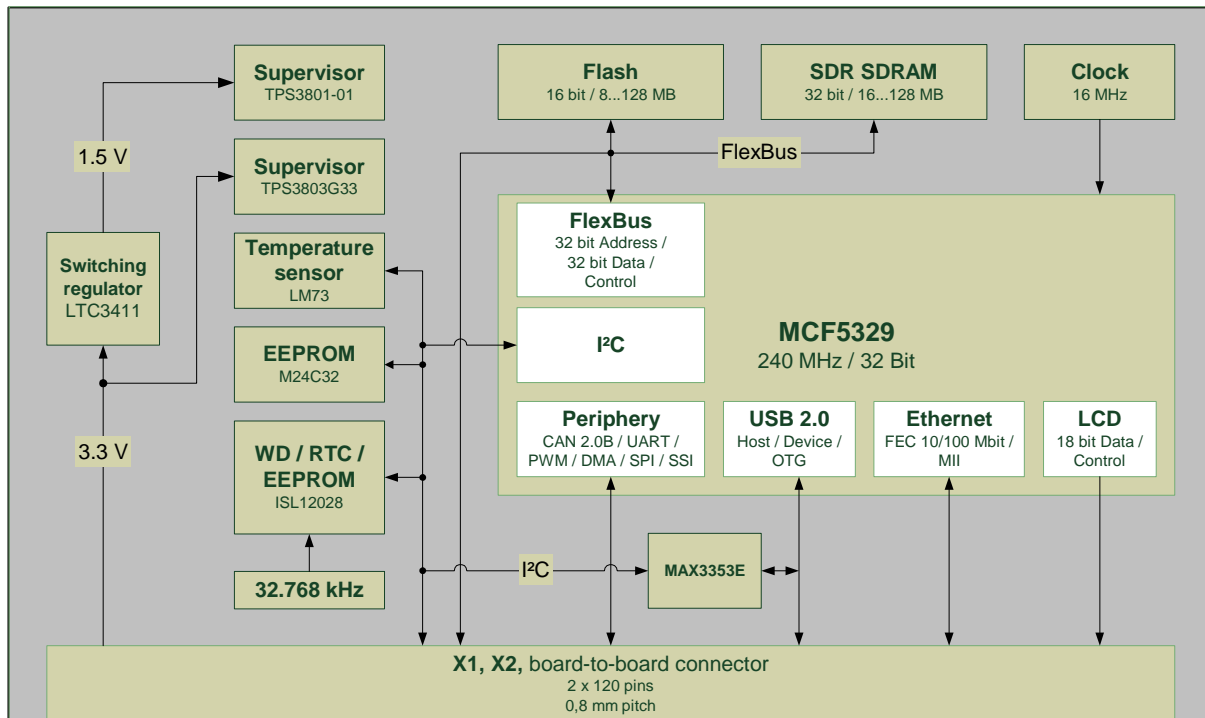 Supervisor
TPS3801-01
Flash
16 bit / 8...128 MB
SDR SDRAM
32 bit / 16...128 MB
Clock
16 MHz
1.5 V
FlexBus
Supervisor
TPS3803G33
FlexBus
32 bit Address /
32 bit Data /
Control
Switching
regulator
LTC3411
Temperature
sensor
LM73
I²C
MCF5329
240 MHz / 32 Bit
EEPROM
M24C32
3.3 V
WD / RTC /
EEPROM
ISL12028
Periphery
CAN 2.0B / UART /
PWM / DMA / SPI / SSI
USB 2.0
Host / Device /
OTG
Ethernet
FEC 10/100 Mbit /
MII
LCD
18 bit Data /
Control
32.768 kHz
I²C
MAX3353E
X1, X2, board-to-board connector
2 x 120 pins
0,8 mm pitch